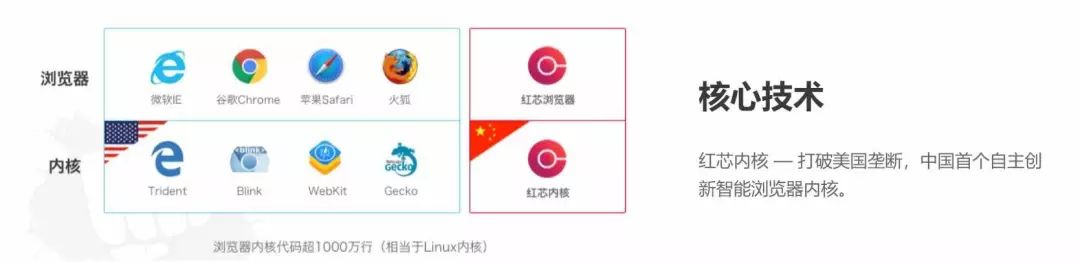 浏览器
微软IE
谷歌Chrome
苹果Safari
火狐
红芯浏览器
内核
Trident
Blink
WebKit
Gecko
红芯内核
浏览器内核代码超1000万行（相当于Linux内核）
核心技术
红芯内核 — 打破美国垄断，中国首个自主创
新智能浏览器内核。